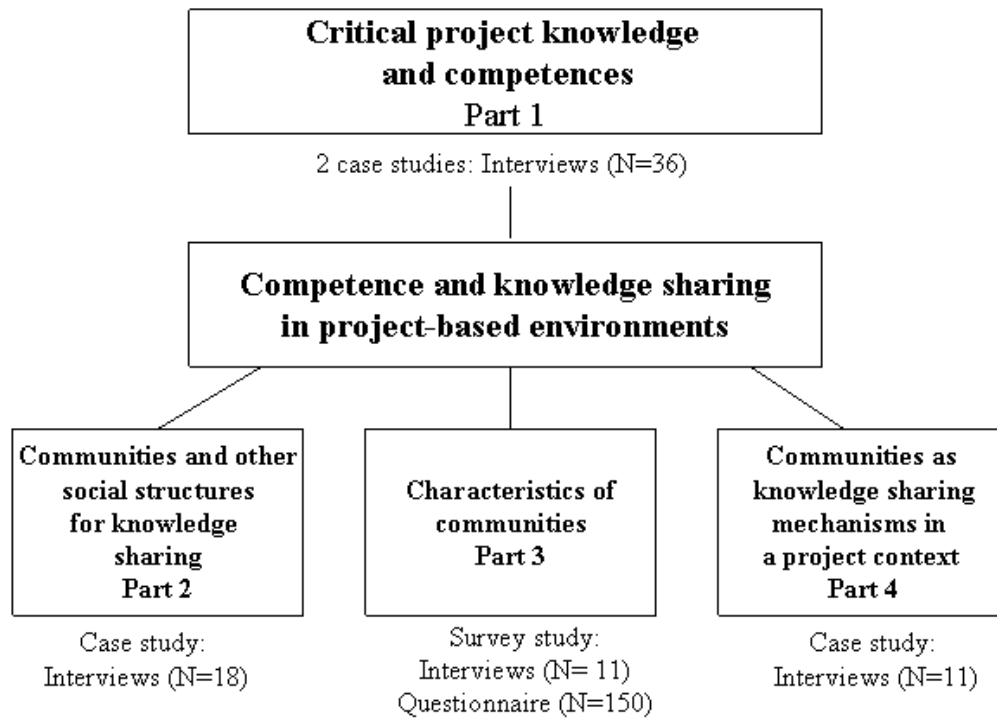 Critical project knowledge
and competences
Part 1
2 case studies: Interviews (N=36)
Competence and knowledge sharing
in project-based environments
Communities and other
social structures
for knowledge
sharing
Part 2
Characteristics of
communities
Part 3
Communities as
knowledge sharing
mechanisms in
a project context
Part 4
Case study:
Interviews (N=18)
Survey study:
Interviews (N= 11)
Questionnaire (N=150)
Case study:
Interviews (N=11)